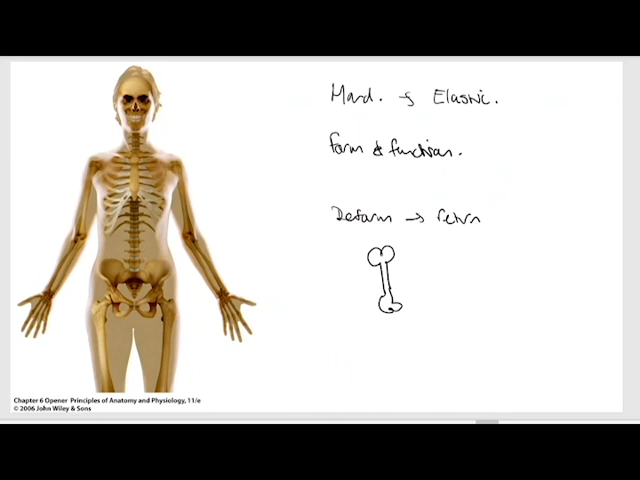 Hard. → Elastic.
Form & function.
Deform → return
Chapter 6 Opener Principles of Anatomy and Physiology, 11/e
© 2006 John Wiley & Sons